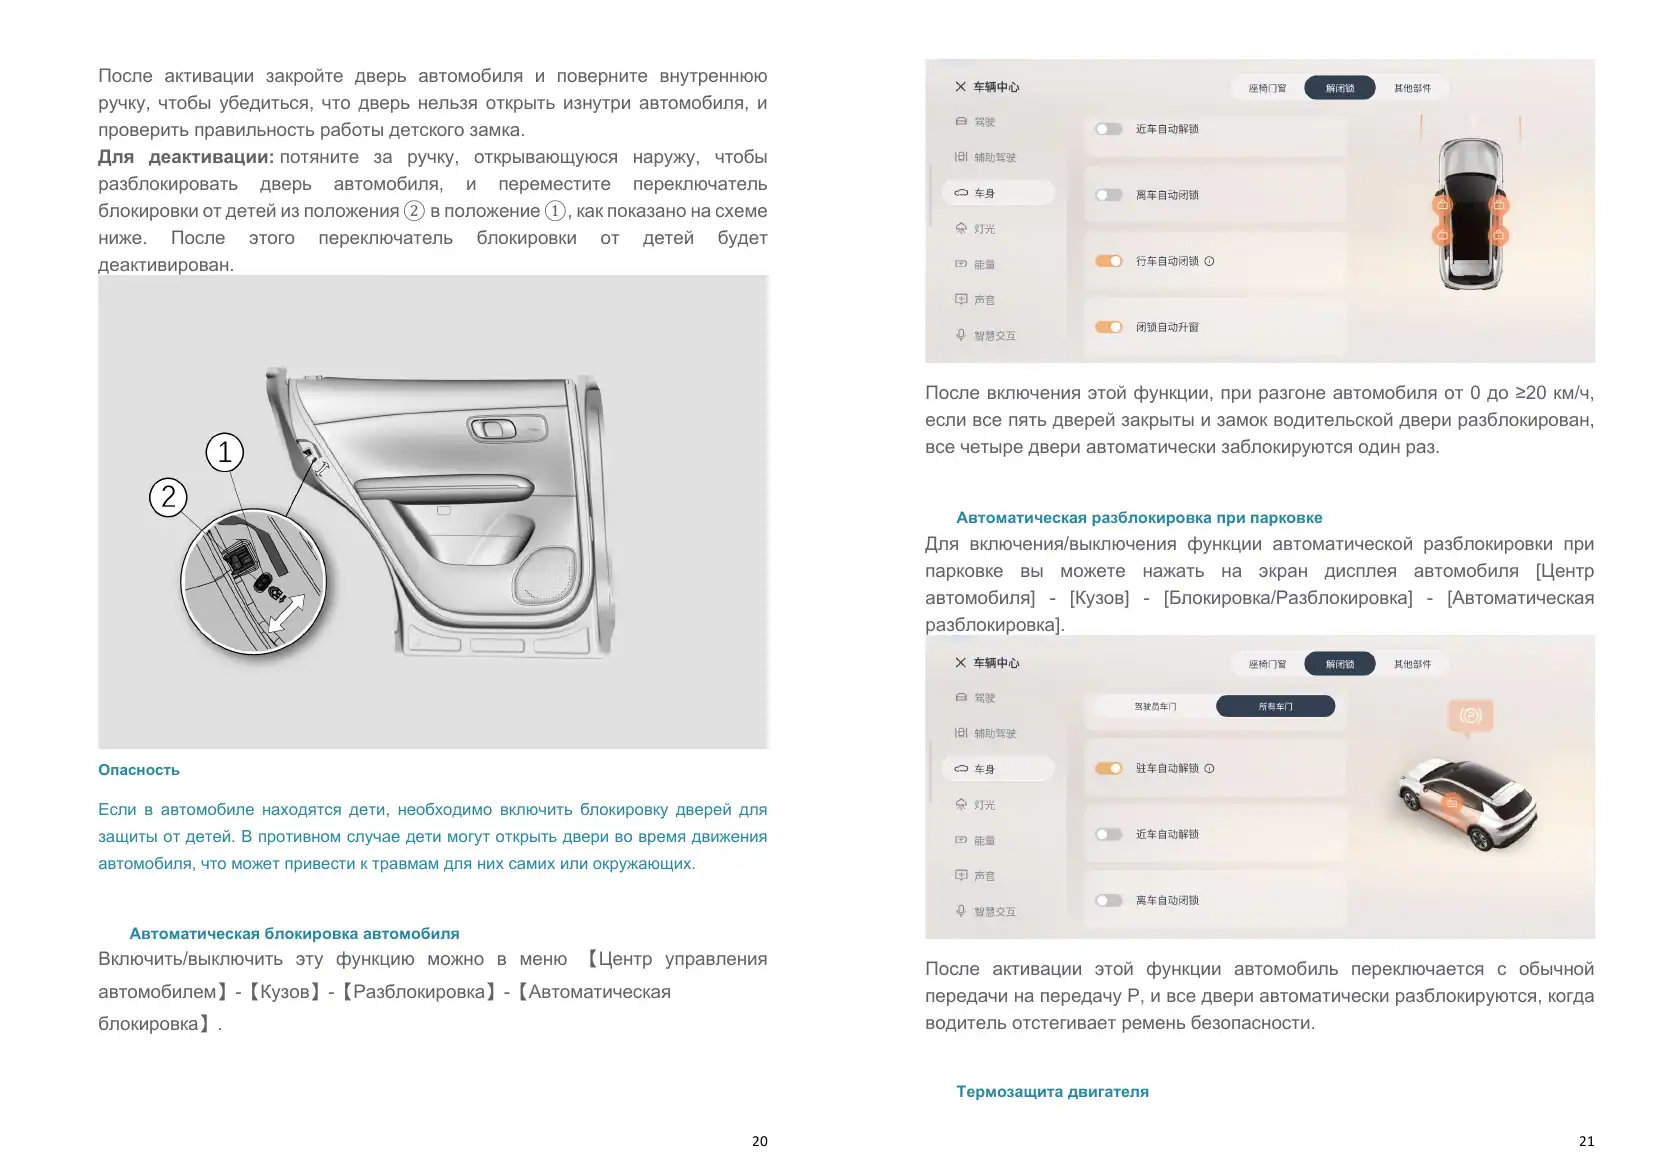 После активации закройте дверь автомобиля и поверните внутреннюю
ручку, чтобы убедиться, что дверь нельзя открыть изнутри автомобиля, и
проверить правильность работы детского замка.
Для деактивации: потяните за ручку, открывающуюся наружу, чтобы
разблокировать дверь автомобиля, и переместите переключатель
блокировки от детей из положения ② в положение ①, как показано на схеме
ниже. После этого переключатель блокировки от детей будет
деактивирован.
①
②
Опасность
Если в автомобиле находятся дети, необходимо включить блокировку дверей для
защиты от детей. В противном случае дети могут открыть двери во время движения
автомобиля, что может привести к травмам для них самих или окружающих.
Автоматическая блокировка автомобиля
Включить/выключить эту функцию можно в меню 【Центр управления
автомобилем】-【Кузов】-【Разблокировка】-【Автоматическая
блокировка】.
20
车辆中心
座椅门窗 解闭锁 其他部件
驾驶
辅助驾驶
车身
灯光
能量
声音
智慧交互
近车自动解锁
离车自动闭锁
行车自动闭锁
闭锁自动升窗
После включения этой функции, при разгоне автомобиля от 0 до ≥20 км/ч,
если все пять дверей закрыты и замок водительской двери разблокирован,
все четыре двери автоматически заблокируются один раз.
Автоматическая разблокировка при парковке
Для включения/выключения функции автоматической разблокировки при
парковке вы можете нажать на экран дисплея автомобиля [Центр
автомобиля] - [Кузов] - [Блокировка/Разблокировка] - [Автоматическая
разблокировка].
车辆中心
座椅门窗 解闭锁 其他部件
驾驶
辅助驾驶
车身
灯光
能量
声音
智慧交互
驾驶员车门 所有车门
驻车自动解锁
近车自动解锁
离车自动闭锁
После активации этой функции автомобиль переключается с обычной
передачи на передачу P, и все двери автоматически разблокируются, когда
водитель отстегивает ремень безопасности.
Термозащита двигателя
21